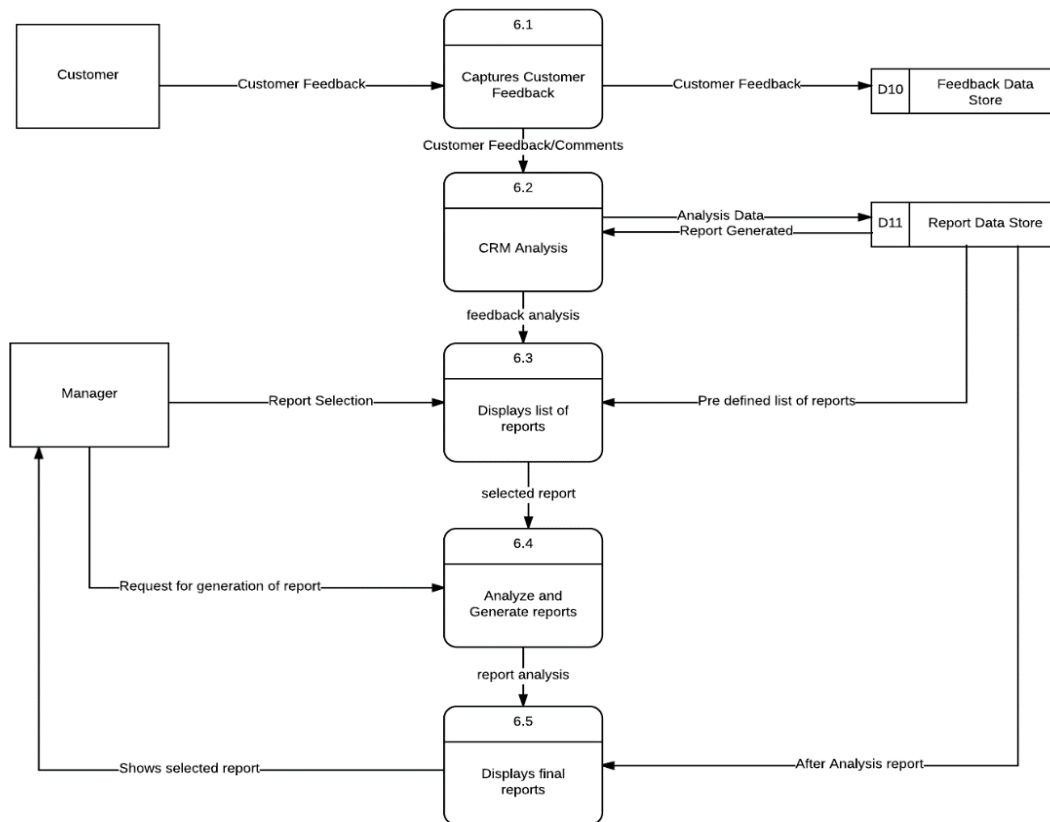 6.1
Customer
Customer Feedback
Captures Customer
Feedback
Customer Feedback
D10
Feedback Data
Store
Customer Feedback/Comments
6.2
CRM Analysis
Analysis Data
Report Generated
D11
Report Data Store
feedback analysis
6.3
Manager
Report Selection
Displays list of
reports
Pre defined list of reports
selected report
6.4
Request for generation of report
Analyze and
Generate reports
report analysis
6.5
Shows selected report
Displays final
reports
After Analysis report